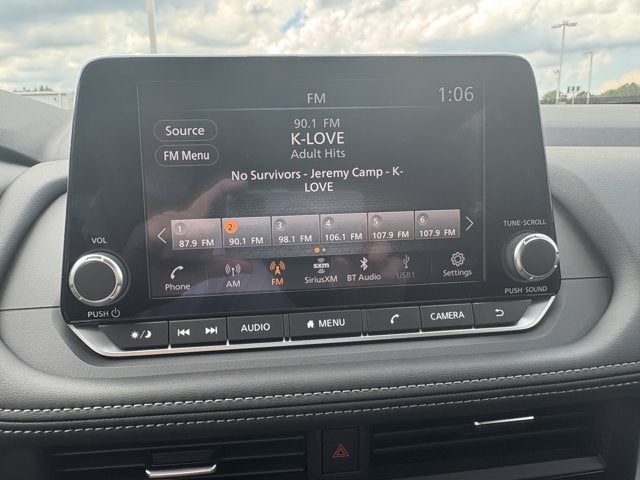 FM
1:06
Source
FM Menu
90.1 FM
K-LOVE
Adult Hits
No Survivors - Jeremy Camp - K-
LOVE
1 2 3 4 5 6
87.9 FM 90.1 FM 98.1 FM 106.1 FM 107.9 FM 107.9 FM
Phone AM FM SXM SiriusXM BT Audio USB1 Settings
VOL
PUSH
TUNE·SCROLL
PUSH SOUND
AUDIO MENU CAMERA